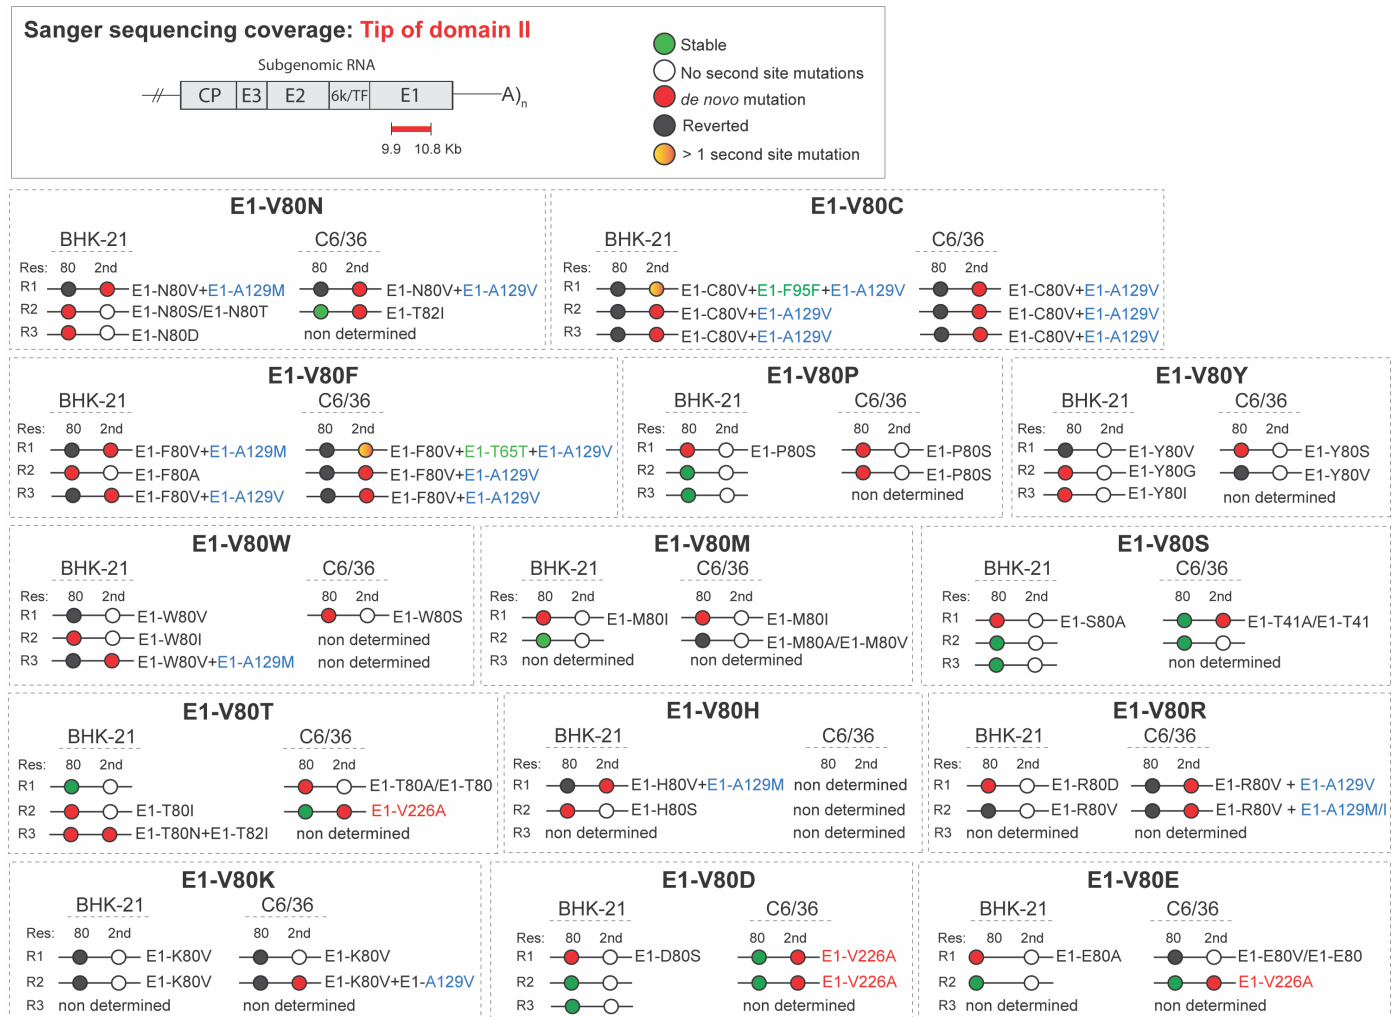 Sanger sequencing coverage: Tip of domain II
Subgenomic RNA
CP E3 E2 6k/TF E1 A)n
9.9 10.8 Kb
Stable
No second site mutations
de novo mutation
Reverted
> 1 second site mutation
E1-V80N
BHK-21 C6/36
Res: 80 2nd 80 2nd
R1 E1-N80V+E1-A129M E1-N80V+E1-A129V
R2 E1-N80S/E1-N80T E1-T82I
R3 E1-N80D non determined
E1-V80C
BHK-21 C6/36
Res: 80 2nd 80 2nd
R1 E1-C80V+E1-F95F+E1-A129V E1-C80V+E1-A129V
R2 E1-C80V+E1-A129V E1-C80V+E1-A129V
R3 E1-C80V+E1-A129V E1-C80V+E1-A129V
E1-V80F
BHK-21 C6/36
Res: 80 2nd 80 2nd
R1 E1-F80V+E1-A129M E1-F80V+E1-T65T+E1-A129V
R2 E1-F80A E1-F80V+E1-A129V
R3 E1-F80V+E1-A129V E1-F80V+E1-A129V
E1-V80P
BHK-21 C6/36
Res: 80 2nd 80 2nd
R1 E1-P80S E1-P80S
R2 E1-P80S
R3 non determined
E1-V80Y
BHK-21 C6/36
Res: 80 2nd 80 2nd
R1 E1-Y80V E1-Y80S
R2 E1-Y80G E1-Y80V
R3 E1-Y80I non determined
E1-V80W
BHK-21 C6/36
Res: 80 2nd 80 2nd
R1 E1-W80V E1-W80S
R2 E1-W80I non determined
R3 E1-W80V+E1-A129M non determined
E1-V80M
BHK-21 C6/36
Res: 80 2nd 80 2nd
R1 E1-M80I E1-M80I
R2 E1-M80A/E1-M80V
R3 non determined non determined
E1-V80S
BHK-21 C6/36
Res: 80 2nd 80 2nd
R1 E1-S80A E1-T41A/E1-T41
R2
R3 non determined
E1-V80T
BHK-21 C6/36
Res: 80 2nd 80 2nd
R1 E1-T80A/E1-T80
R2 E1-T80I E1-V226A
R3 E1-T80N+E1-T82I non determined
E1-V80H
BHK-21 C6/36
Res: 80 2nd 80 2nd
R1 E1-H80V+E1-A129M non determined
R2 E1-H80S non determined
R3 non determined non determined
E1-V80R
BHK-21 C6/36
Res: 80 2nd 80 2nd
R1 E1-R80D E1-R80V + E1-A129V
R2 E1-R80V E1-R80V + E1-A129M/I
R3 non determined non determined
E1-V80K
BHK-21 C6/36
Res: 80 2nd 80 2nd
R1 E1-K80V E1-K80V
R2 E1-K80V E1-K80V+E1-A129V
R3 non determined non determined
E1-V80D
BHK-21 C6/36
Res: 80 2nd 80 2nd
R1 E1-D80S E1-V226A
R2 E1-V226A
R3 non determined
E1-V80E
BHK-21 C6/36
Res: 80 2nd 80 2nd
R1 E1-E80A E1-E80V/E1-E80
R2 E1-V226A
R3 non determined non determined